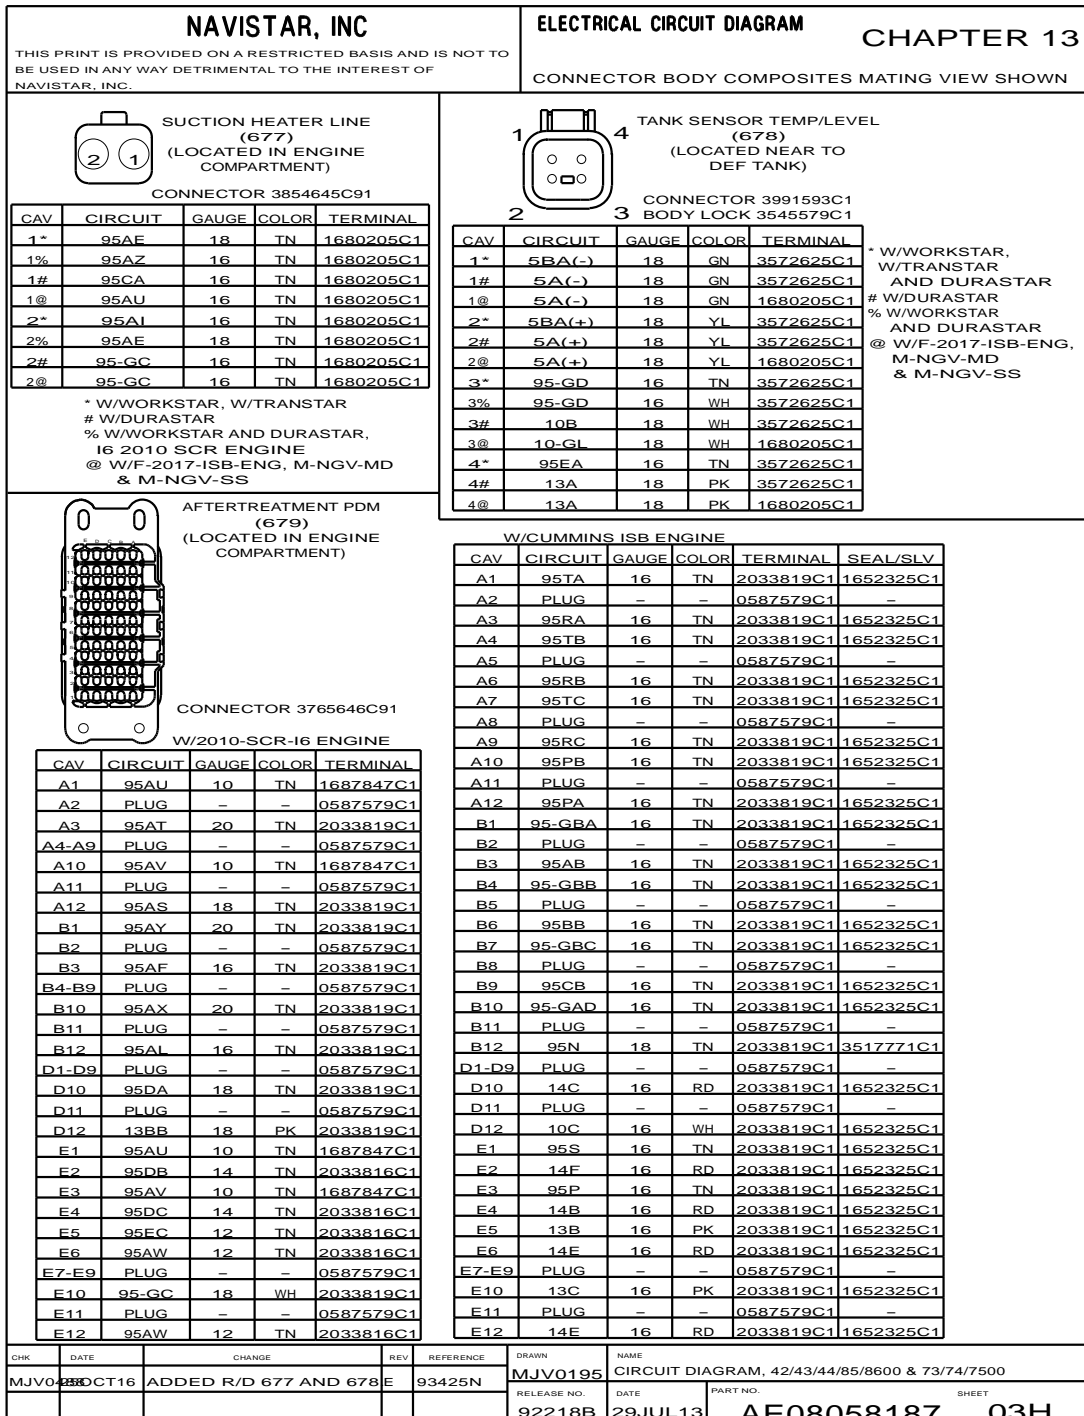 NAVISTAR, INC
THIS PRINT IS PROVIDED ON A RESTRICTED BASIS AND IS NOT TO
BE USED IN ANY WAY DETRIMENTAL TO THE INTEREST OF
NAVISTAR, INC.
ELECTRICAL CIRCUIT DIAGRAM
CHAPTER 13
CONNECTOR BODY COMPOSITES MATING VIEW SHOWN
SUCTION HEATER LINE
(677)
(LOCATED IN ENGINE
COMPARTMENT)
2 1
CONNECTOR 3854645C91
CAV CIRCUIT GAUGE COLOR TERMINAL
1* 95AE 18 TN 1680205C1
1% 95AZ 16 TN 1680205C1
1# 95CA 16 TN 1680205C1
1@ 95AU 16 TN 1680205C1
2* 95AI 16 TN 1680205C1
2% 95AE 18 TN 1680205C1
2# 95-GC 16 TN 1680205C1
2@ 95-GC 16 TN 1680205C1
* W/WORKSTAR, W/TRANSTAR
# W/DURASTAR
% W/WORKSTAR AND DURASTAR,
I6 2010 SCR ENGINE
@ W/F-2017-ISB-ENG, M-NGV-MD
& M-NGV-SS
TANK SENSOR TEMP/LEVEL
(678)
(LOCATED NEAR TO
DEF TANK)
1 4
2 3
CONNECTOR 3991593C1
BODY LOCK 3545579C1
CAV CIRCUIT GAUGE COLOR TERMINAL
1* 5BA(-) 18 GN 3572625C1
1# 5A(-) 18 GN 3572625C1
1@ 5A(-) 18 GN 1680205C1
2* 5BA(+) 18 YL 3572625C1
2# 5A(+) 18 YL 3572625C1
2@ 5A(+) 18 YL 1680205C1
3* 95-GD 16 TN 3572625C1
3% 95-GD 16 WH 3572625C1
3# 10B 18 WH 3572625C1
3@ 10-GL 18 WH 1680205C1
4* 95EA 16 TN 3572625C1
4# 13A 18 PK 3572625C1
4@ 13A 18 PK 1680205C1
* W/WORKSTAR,
W/TRANSTAR
AND DURASTAR
# W/DURASTAR
% W/WORKSTAR
AND DURASTAR
@ W/F-2017-ISB-ENG,
M-NGV-MD
& M-NGV-SS
AFTERTREATMENT PDM
(679)
(LOCATED IN ENGINE
COMPARTMENT)
CONNECTOR 3765646C91
W/2010-SCR-I6 ENGINE
CAV CIRCUIT GAUGE COLOR TERMINAL
A1 95AU 10 TN 1687847C1
A2 PLUG – – 0587579C1
A3 95AT 20 TN 2033819C1
A4-A9 PLUG – – 0587579C1
A10 95AV 10 TN 1687847C1
A11 PLUG – – 0587579C1
A12 95AS 18 TN 2033819C1
B1 95AY 20 TN 2033819C1
B2 PLUG – – 0587579C1
B3 95AF 16 TN 2033819C1
B4-B9 PLUG – – 0587579C1
B10 95AX 20 TN 2033819C1
B11 PLUG – – 0587579C1
B12 95AL 16 TN 2033819C1
D1-D9 PLUG – – 0587579C1
D10 95DA 18 TN 2033819C1
D11 PLUG – – 0587579C1
D12 13BB 18 PK 2033819C1
E1 95AU 10 TN 1687847C1
E2 95DB 14 TN 2033816C1
E3 95AV 10 TN 1687847C1
E4 95DC 14 TN 2033816C1
E5 95EC 12 TN 2033816C1
E6 95AW 12 TN 2033816C1
E7-E9 PLUG – – 0587579C1
E10 95-GC 18 WH 2033819C1
E11 PLUG – – 0587579C1
E12 95AW 12 TN 2033816C1
W/CUMMINS ISB ENGINE
CAV CIRCUIT GAUGE COLOR TERMINAL SEAL/SLV
A1 95TA 16 TN 2033819C1 1652325C1
A2 PLUG – – 0587579C1 –
A3 95RA 16 TN 2033819C1 1652325C1
A4 95TB 16 TN 2033819C1 1652325C1
A5 PLUG – – 0587579C1 –
A6 95RB 16 TN 2033819C1 1652325C1
A7 95TC 16 TN 2033819C1 1652325C1
A8 PLUG – – 0587579C1 –
A9 95RC 16 TN 2033819C1 1652325C1
A10 95PB 16 TN 2033819C1 1652325C1
A11 PLUG – – 0587579C1 –
A12 95PA 16 TN 2033819C1 1652325C1
B1 95-GBA 16 TN 2033819C1 1652325C1
B2 PLUG – – 0587579C1 –
B3 95AB 16 TN 2033819C1 1652325C1
B4 95-GBB 16 TN 2033819C1 1652325C1
B5 PLUG – – 0587579C1 –
B6 95BB 16 TN 2033819C1 1652325C1
B7 95-GBC 16 TN 2033819C1 1652325C1
B8 PLUG – – 0587579C1 –
B9 95CB 16 TN 2033819C1 1652325C1
B10 95-GAD 16 TN 2033819C1 1652325C1
B11 PLUG – – 0587579C1 –
B12 95N 18 TN 2033819C1 3517771C1
D1-D9 PLUG – – 0587579C1 –
D10 14C 16 RD 2033819C1 1652325C1
D11 PLUG – – 0587579C1 –
D12 10C 16 WH 2033819C1 1652325C1
E1 95S 16 TN 2033819C1 1652325C1
E2 14F 16 RD 2033819C1 1652325C1
E3 95P 16 TN 2033819C1 1652325C1
E4 14B 16 RD 2033819C1 1652325C1
E5 13B 16 PK 2033819C1 1652325C1
E6 14E 16 RD 2033819C1 1652325C1
E7-E9 PLUG – – 0587579C1 –
E10 13C 16 PK 2033819C1 1652325C1
E11 PLUG – – 0587579C1 –
E12 14E 16 RD 2033819C1 1652325C1
CHK DATE CHANGE REV REFERENCE
ADDED R/D 677 AND 678 E 93425N
DRAWN
MJV0195
NAME
CIRCUIT DIAGRAM, 42/43/44/85/8600 & 73/74/7500
RELEASE NO. DATE PART NO. SHEET
92218B 29JUL13 AE08058187 03H